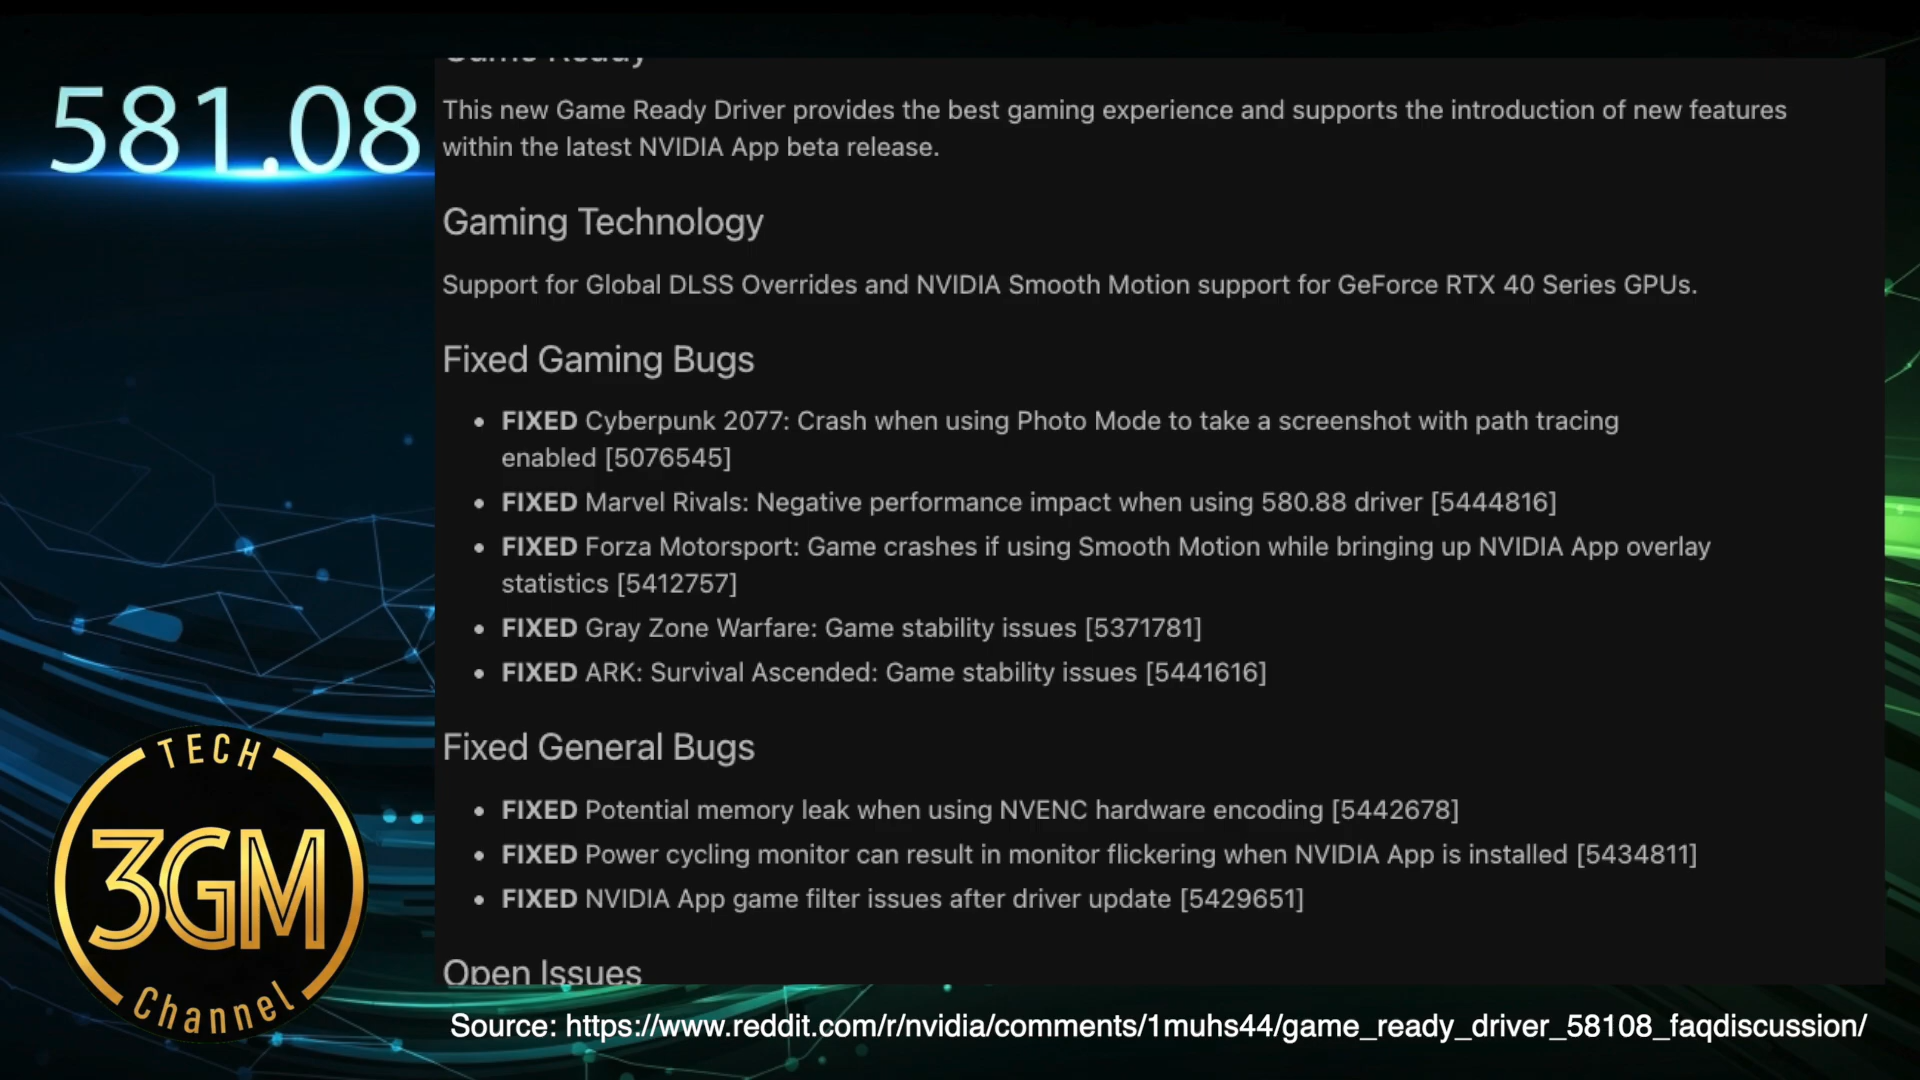 581.08
Game Ready
This new Game Ready Driver provides the best gaming experience and supports the introduction of new features
within the latest NVIDIA App beta release.
Gaming Technology
Support for Global DLSS Overrides and NVIDIA Smooth Motion support for GeForce RTX 40 Series GPUs.
Fixed Gaming Bugs
• FIXED Cyberpunk 2077: Crash when using Photo Mode to take a screenshot with path tracing
enabled [5076545]
• FIXED Marvel Rivals: Negative performance impact when using 580.88 driver [5444816]
• FIXED Forza Motorsport: Game crashes if using Smooth Motion while bringing up NVIDIA App overlay
statistics [5412757]
• FIXED Gray Zone Warfare: Game stability issues [5371781]
• FIXED ARK: Survival Ascended: Game stability issues [5441616]
Fixed General Bugs
• FIXED Potential memory leak when using NVENC hardware encoding [5442678]
• FIXED Power cycling monitor can result in monitor flickering when NVIDIA App is installed [5434811]
• FIXED NVIDIA App game filter issues after driver update [5429651]
Open Issues
TECH
3GM
Channel
Source: https://www.reddit.com/r/nvidia/comments/1muhs44/game_ready_driver_58108_faqdiscussion/